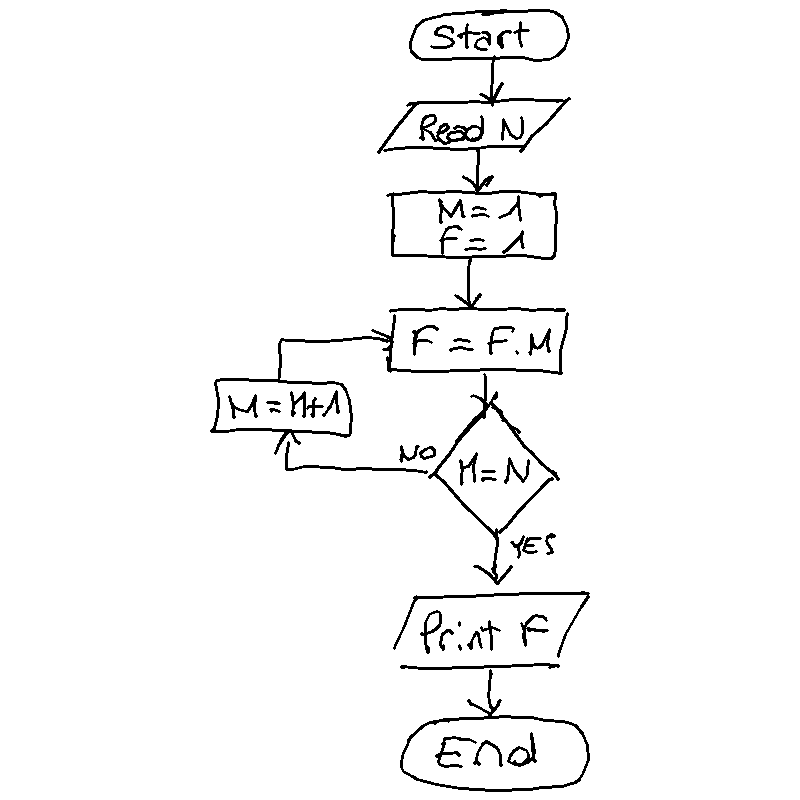 Start
Read N
M = 1
F = 1
F = F.M
M = M+1
NO
M = N
YES
Print F
End